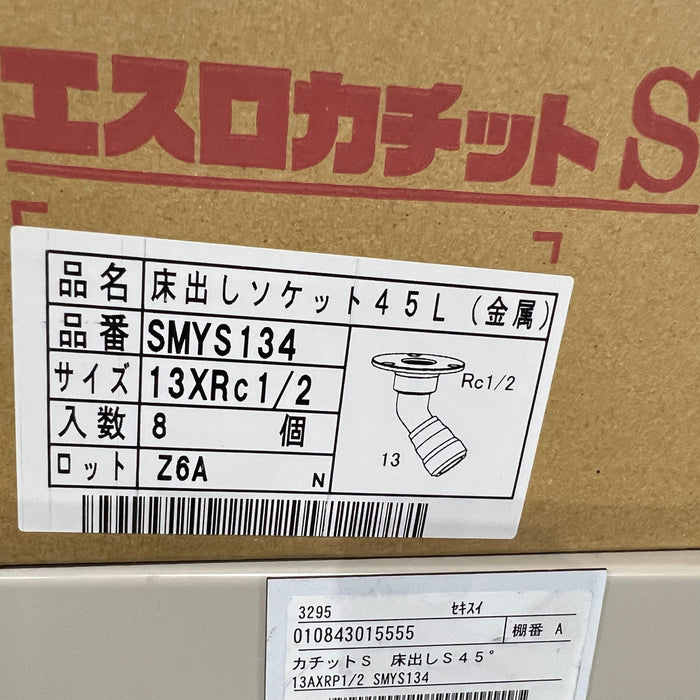 エスロカチットS
品名 床出しソケット45L(金属)
品番 SMYS134
サイズ 13XRc1/2
入数 8 個
ロット Z6A N
Rc1/2
13
3295 セキスイ
010843015555 棚番 A
カチットS 床出しS45°
13AXRP1/2 SMYS134